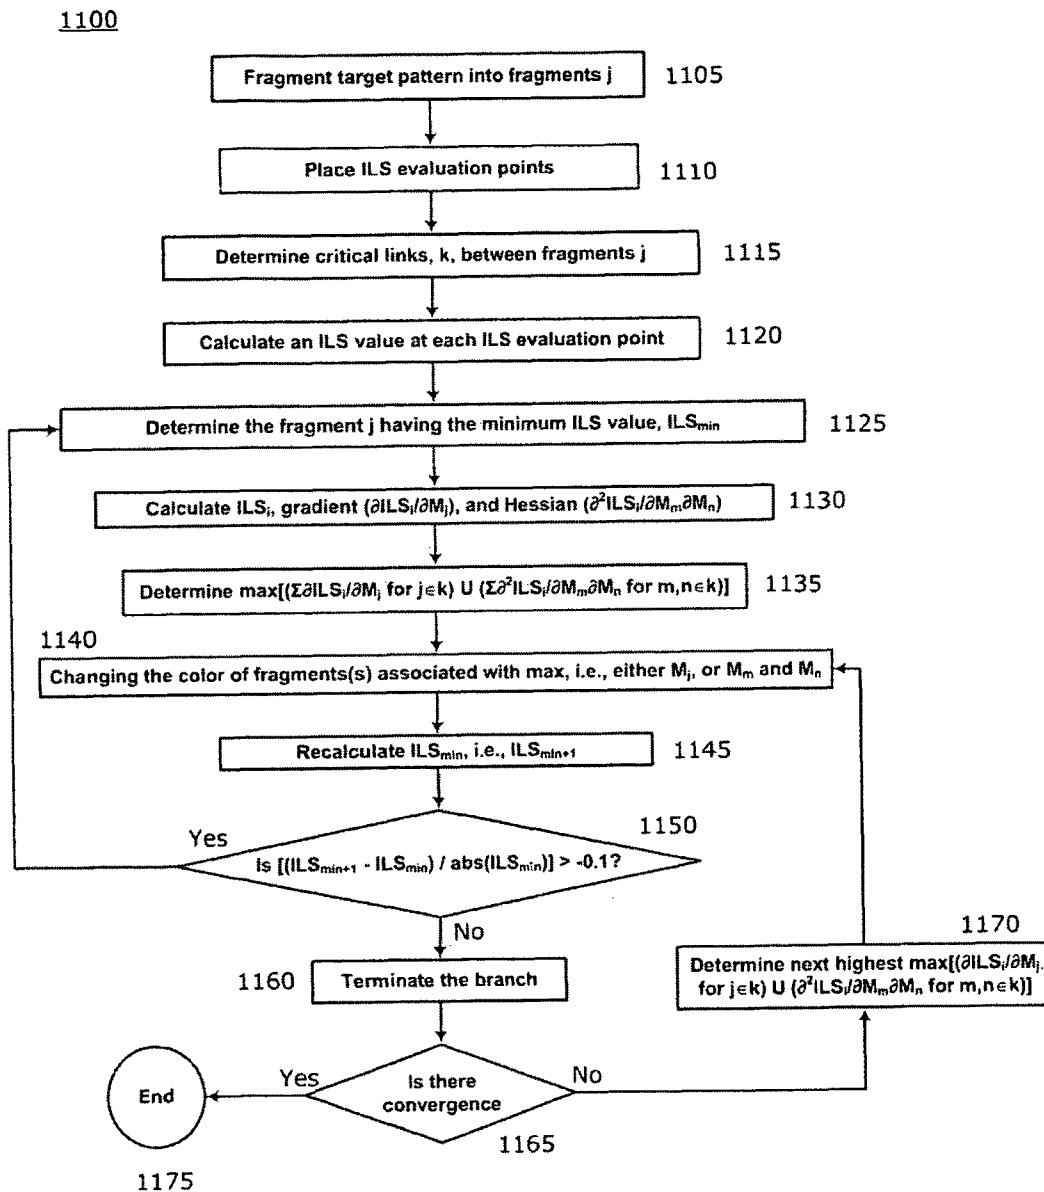 1100
Fragment target pattern into fragments j
1105
Place ILS evaluation points
1110
Determine critical links, k, between fragments j
1115
Calculate an ILS value at each ILS evaluation point
1120
Determine the fragment j having the minimum ILS value, ILSmin
1125
Calculate ILSi, gradient (∂ILSi/∂Mj), and Hessian (∂²ILSi/∂Mm∂Mn)
1130
Determine max[(Σ∂ILSi/∂Mj for j∈k) U (Σ∂²ILSi/∂Mm∂Mn for m,n∈k)]
1135
1140
Changing the color of fragments(s) associated with max, i.e., either Mj, or Mm and Mn
Recalculate ILSmin, i.e., ILSmin+1
1145
Yes
1150
Is [(ILSmin+1 - ILSmin) / abs(ILSmin)] > -0.1?
No
1170
1160
Terminate the branch
Determine next highest max[(∂ILSi/∂Mj
for j∈k) U (∂²ILSi/∂Mm∂Mn for m,n∈k)]
Yes
No
End
Is there
convergence
1165
1175